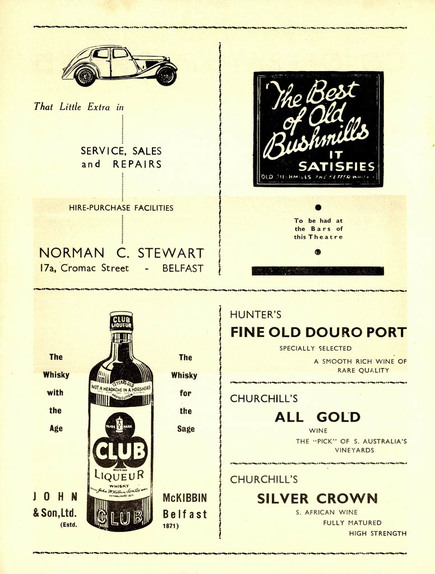 That Little Extra in
SERVICE, SALES
and REPAIRS
HIRE-PURCHASE FACILITIES
NORMAN C. STEWART
17a, Cromac Street - BELFAST
The Best
of Old
Bushmills
IT
SATISFIES
To be had at
the Bars of
this Theatre
The
Whisky
with
the
Age
CLUB
LIQUEUR
NOT A HEADACHE IN A HOGSHEAD
CLUB
LIQUEUR
WHISKY
CLUB
The
Whisky
for
the
Sage
JOHN McKIBBIN
& Son, Ltd. Belfast
(Estd. 1871)
HUNTER'S
FINE OLD DOURO PORT
SPECIALLY SELECTED
A SMOOTH RICH WINE OF
RARE QUALITY
CHURCHILL'S
ALL GOLD
WINE
THE "PICK" OF S. AUSTRALIA'S
VINEYARDS
CHURCHILL'S
SILVER CROWN
S. AFRICAN WINE
FULLY MATURED
HIGH STRENGTH